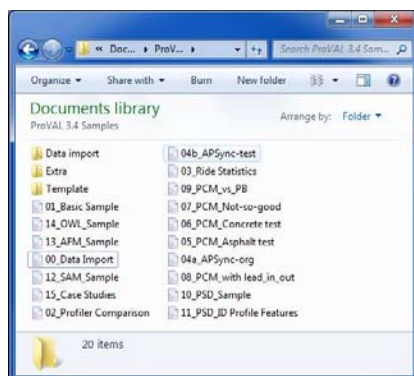 « Doc... ▸ ProV... ▸ Search ProVAL 3.4 Sam...
Organize ▾ Share with ▾ Burn New folder
Documents library
ProVAL 3.4 Samples
Arrange by: Folder ▾
Data import
Extra
Template
01_Basic Sample
14_OWL_Sample
13_AFM_Sample
00_Data Import
12_SAM_Sample
15_Case Studies
02_Profiler Comparison
04b_APSync-test
03_Ride Statistics
09_PCM_vs_PB
07_PCM_Not-so-good
06_PCM_Concrete test
05_PCM_Asphalt test
04a_APSync-org
08_PCM_with lead_in_out
10_PSD_Sample
11_PSD_ID Profile Features
20 items